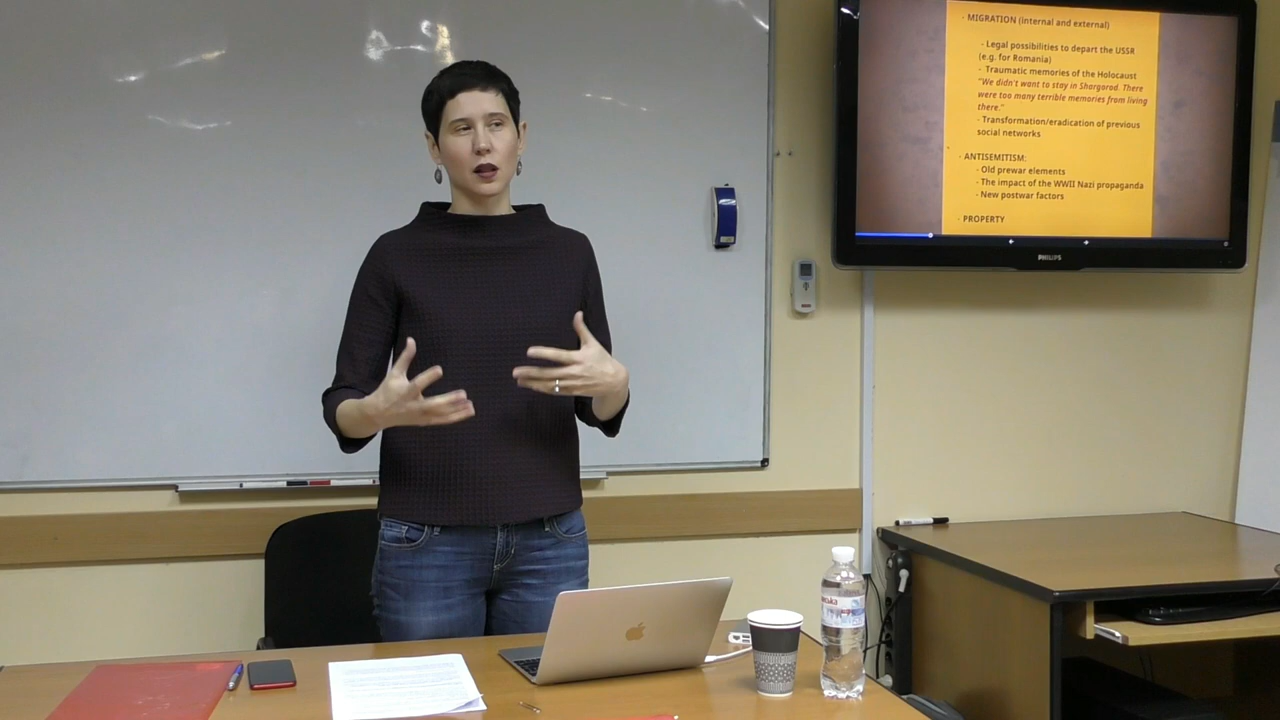 - MIGRATION (internal and external)
- Legal possibilities to depart the USSR
(e.g. for Romania)
- Traumatic memories of the Holocaust
"We didn't want to stay in Shargorod. There
were too many terrible memories from living
there."
- Transformation/eradication of previous
social networks
- ANTISEMITISM:
- Old prewar elements
- The impact of the WWII Nazi propaganda
- New postwar factors
- PROPERTY
PHILIPS